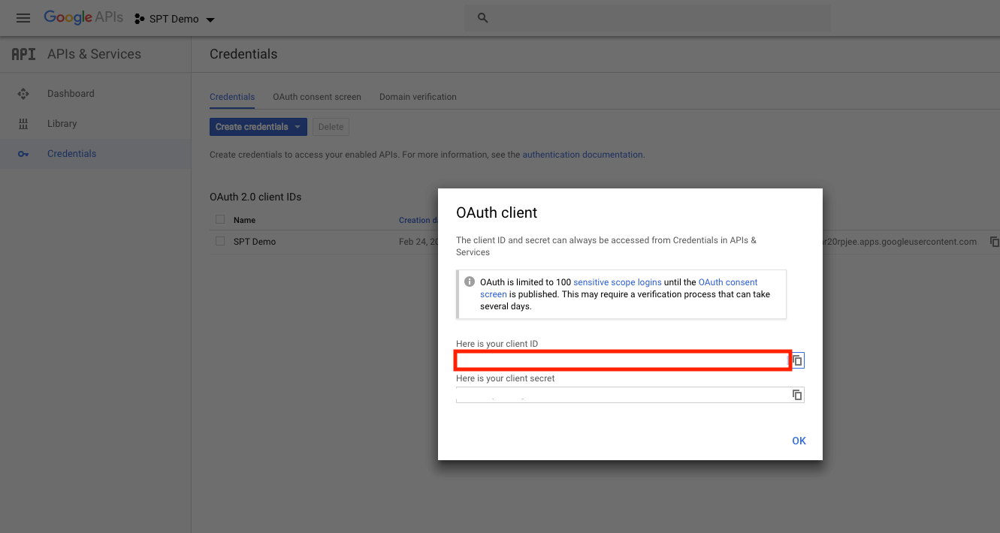 Google APIs
SPT Demo
API
APIs & Services
Credentials
Dashboard
Library
Credentials
Credentials
OAuth consent screen
Domain verification
Create credentials
Delete
Create credentials to access your enabled APIs. For more information, see the authentication documentation.
OAuth 2.0 client IDs
Name
Creation d
SPT Demo
Feb 24, 20
r20rpjee.apps.googleusercontent.com
OAuth client
The client ID and secret can always be accessed from Credentials in APIs &
Services
OAuth is limited to 100 sensitive scope logins until the OAuth consent
screen is published. This may require a verification process that can take
several days.
Here is your client ID
Here is your client secret
OK